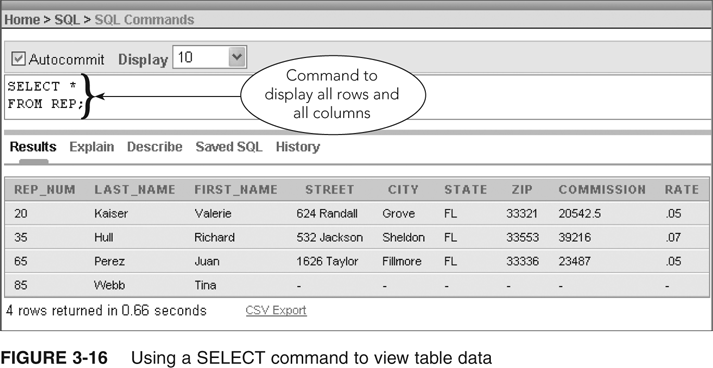 Home > SQL > SQL Commands
Autocommit Display 10
SELECT *
FROM REP;
Command to
display all rows and
all columns
Results Explain Describe Saved SQL History
REP_NUM LAST_NAME FIRST_NAME STREET CITY STATE ZIP COMMISSION RATE
20 Kaiser Valerie 624 Randall Grove FL 33321 20542.5 .05
35 Hull Richard 532 Jackson Sheldon FL 33553 39216 .07
65 Perez Juan 1626 Taylor Fillmore FL 33336 23487 .05
85 Webb Tina - - - - - -
4 rows returned in 0.66 seconds CSV Export
FIGURE 3-16 Using a SELECT command to view table data